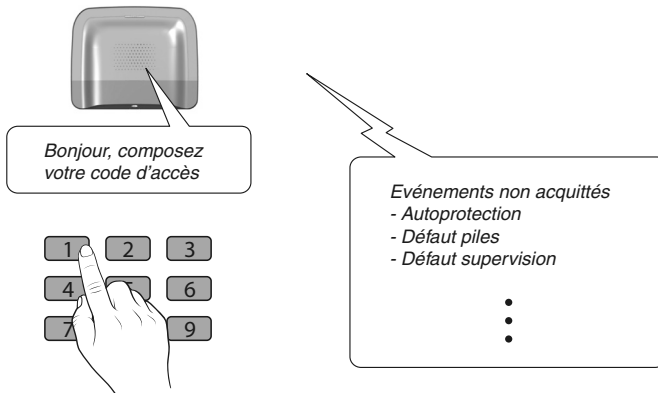 Bonjour, composez
votre code d'accès
Evénements non acquittés
- Autoprotection
- Défaut piles
- Défaut supervision
1 2 3
4 6
7 9